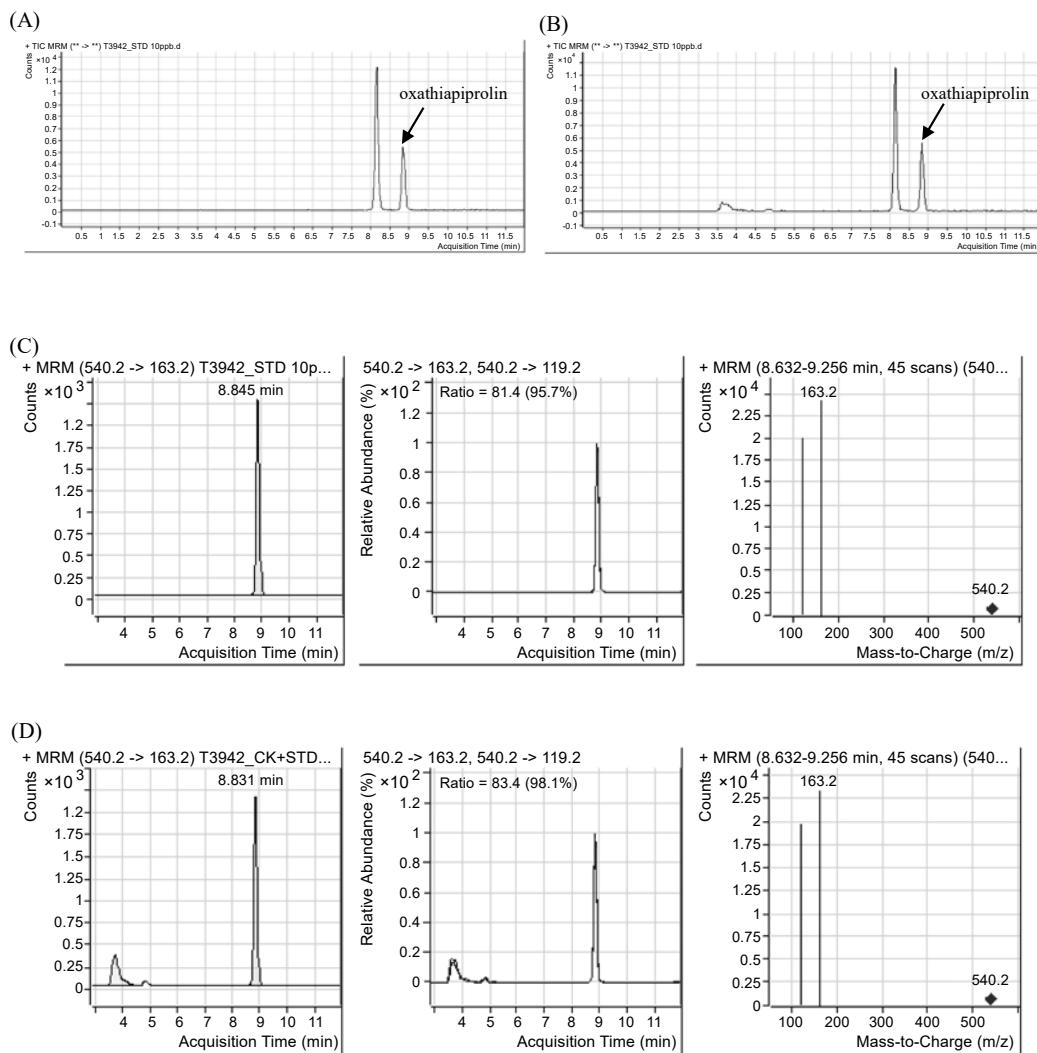 (A)
+ TIC MRM (** -> **) T3942_STD 10ppb.d
Counts
×10 4
1.2
1.1
1
0.9
0.8
0.7
0.6
0.5
0.4
0.3
0.2
0.1
0
-0.1
oxathiapiprolin
0.5 1 1.5 2 2.5 3 3.5 4 4.5 5 5.5 6 6.5 7 7.5 8 8.5 9 9.5 10 10.5 11 11.5
Acquisition Time (min)
(B)
+ TIC MRM (** -> **) T3942_STD 10ppb.d
Counts
×10 4
1.2
1.1
1
0.9
0.8
0.7
0.6
0.5
0.4
0.3
0.2
0.1
0
-0.1
oxathiapiprolin
0.5 1 1.5 2 2.5 3 3.5 4 4.5 5 5.5 6 6.5 7 7.5 8 8.5 9 9.5 10 10.5 11 11.5
Acquisition Time (min)
(C)
+ MRM (540.2 -> 163.2) T3942_STD 10p...
Counts
×10 3
8.845 min
1.2
1.75
1.5
1.25
1
0.75
0.5
0.25
0
4 5 6 7 8 9 10 11
Acquisition Time (min)
540.2 -> 163.2, 540.2 -> 119.2
Relative Abundance (%)
×10 2
Ratio = 81.4 (95.7%)
1.2
1
0.8
0.6
0.4
0.2
0
4 5 6 7 8 9 10 11
Acquisition Time (min)
+ MRM (8.632-9.256 min, 45 scans) (540...
Counts
×10 4
163.2
2.25
2
1.75
1.5
1.25
1
0.75
0.5
0.25
0
540.2
100 200 300 400 500
Mass-to-Charge (m/z)
(D)
+ MRM (540.2 -> 163.2) T3942_CK+STD...
Counts
×10 3
8.831 min
1.2
1.75
1.5
1.25
1
0.75
0.5
0.25
0
4 5 6 7 8 9 10 11
Acquisition Time (min)
540.2 -> 163.2, 540.2 -> 119.2
Relative Abundance (%)
×10 2
Ratio = 83.4 (98.1%)
1.2
1
0.8
0.6
0.4
0.2
0
4 5 6 7 8 9 10 11
Acquisition Time (min)
+ MRM (8.632-9.256 min, 45 scans) (540...
Counts
×10 4
163.2
2.25
2
1.75
1.5
1.25
1
0.75
0.5
0.25
0
540.2
100 200 300 400 500
Mass-to-Charge (m/z)